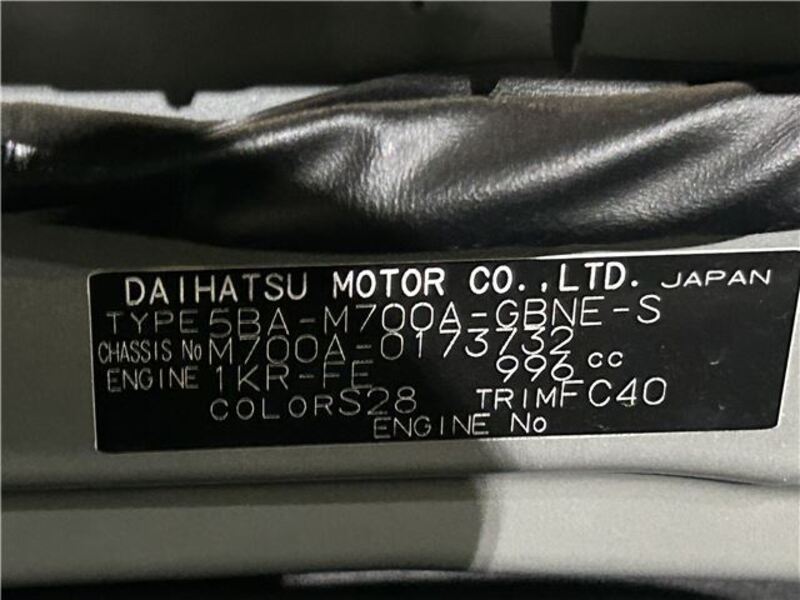 DAIHATSU MOTOR CO.,LTD. JAPAN
TYPE 5BA-M700A-GBNE-S
CHASSIS No M700A-0173732
ENGINE 1KR-FE 996 cc
COLOR S28 TRIM FC40
ENGINE No